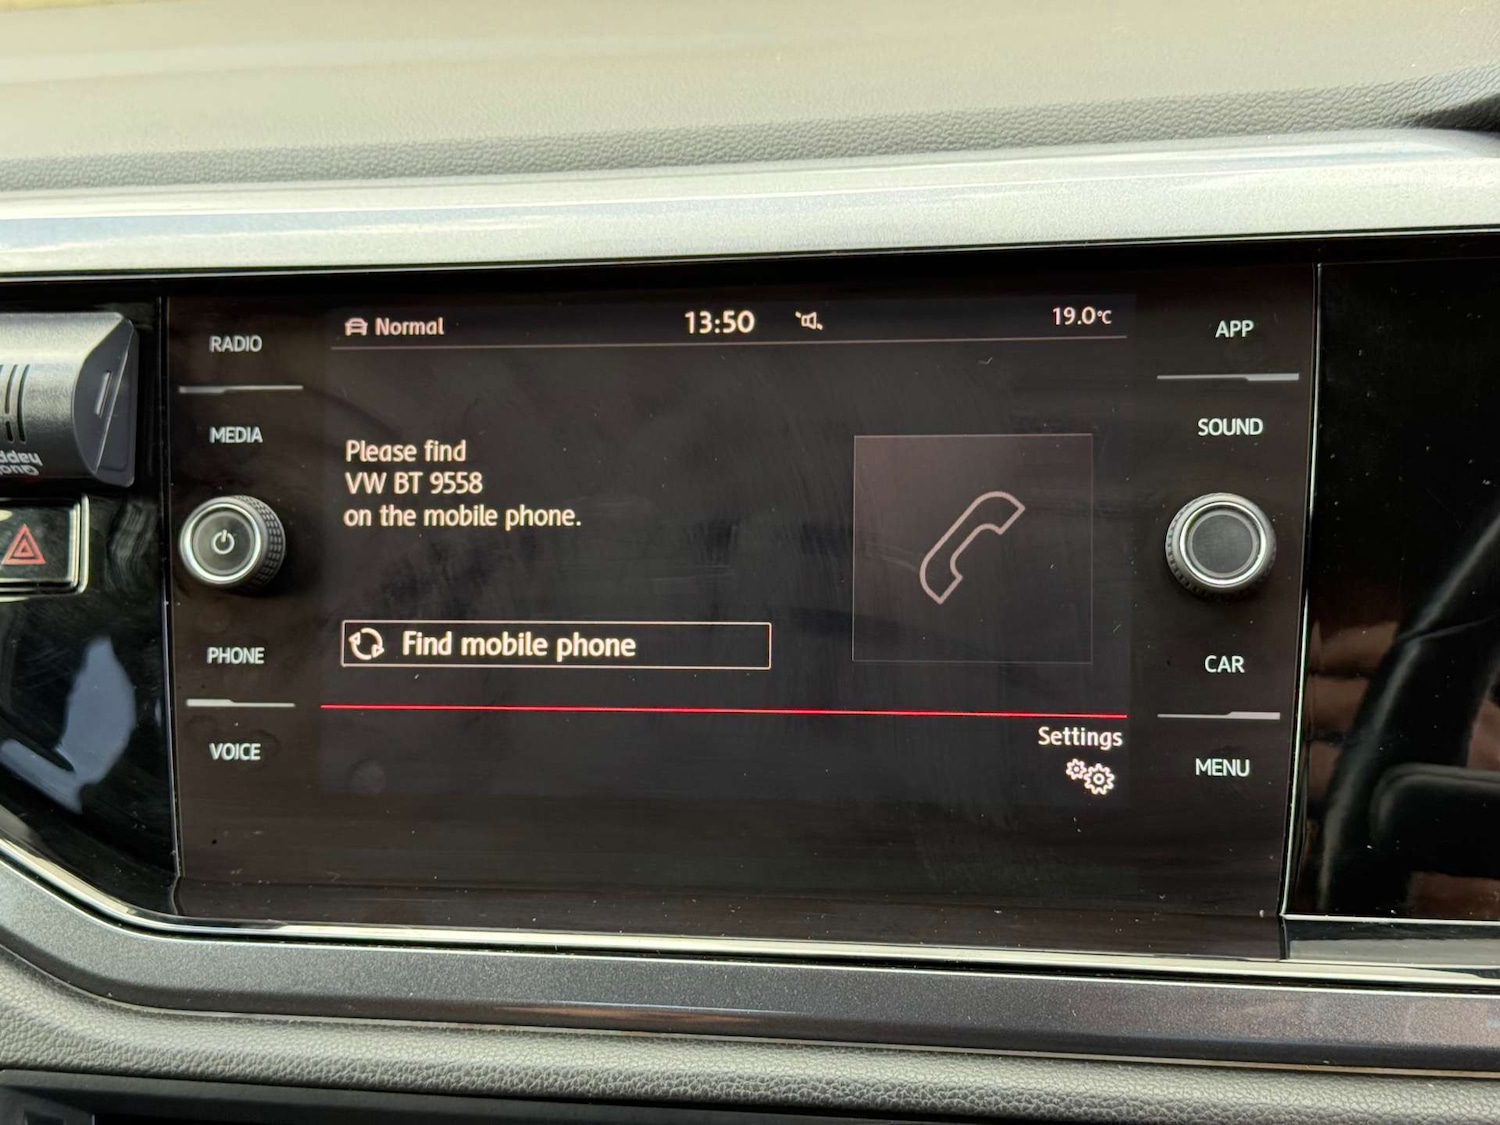 Normal
13:50
19.0°C
RADIO
MEDIA
PHONE
VOICE
Please find
VW BT 9558
on the mobile phone.
Find mobile phone
Settings
APP
SOUND
CAR
MENU